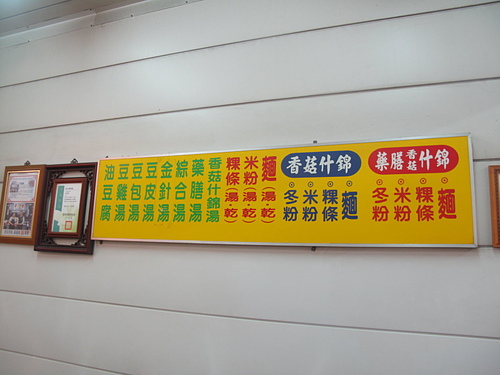 藥膳香菇什錦
麵
粿條
米粉
冬粉
香菇什錦
麵
粿條
米粉
冬粉
麵(湯·乾)
米粉(湯·乾)
粿條(湯·乾)
香菇什錦湯
藥膳湯
綜合湯
金針湯
豆皮湯
豆包湯
豆雞湯
油豆腐